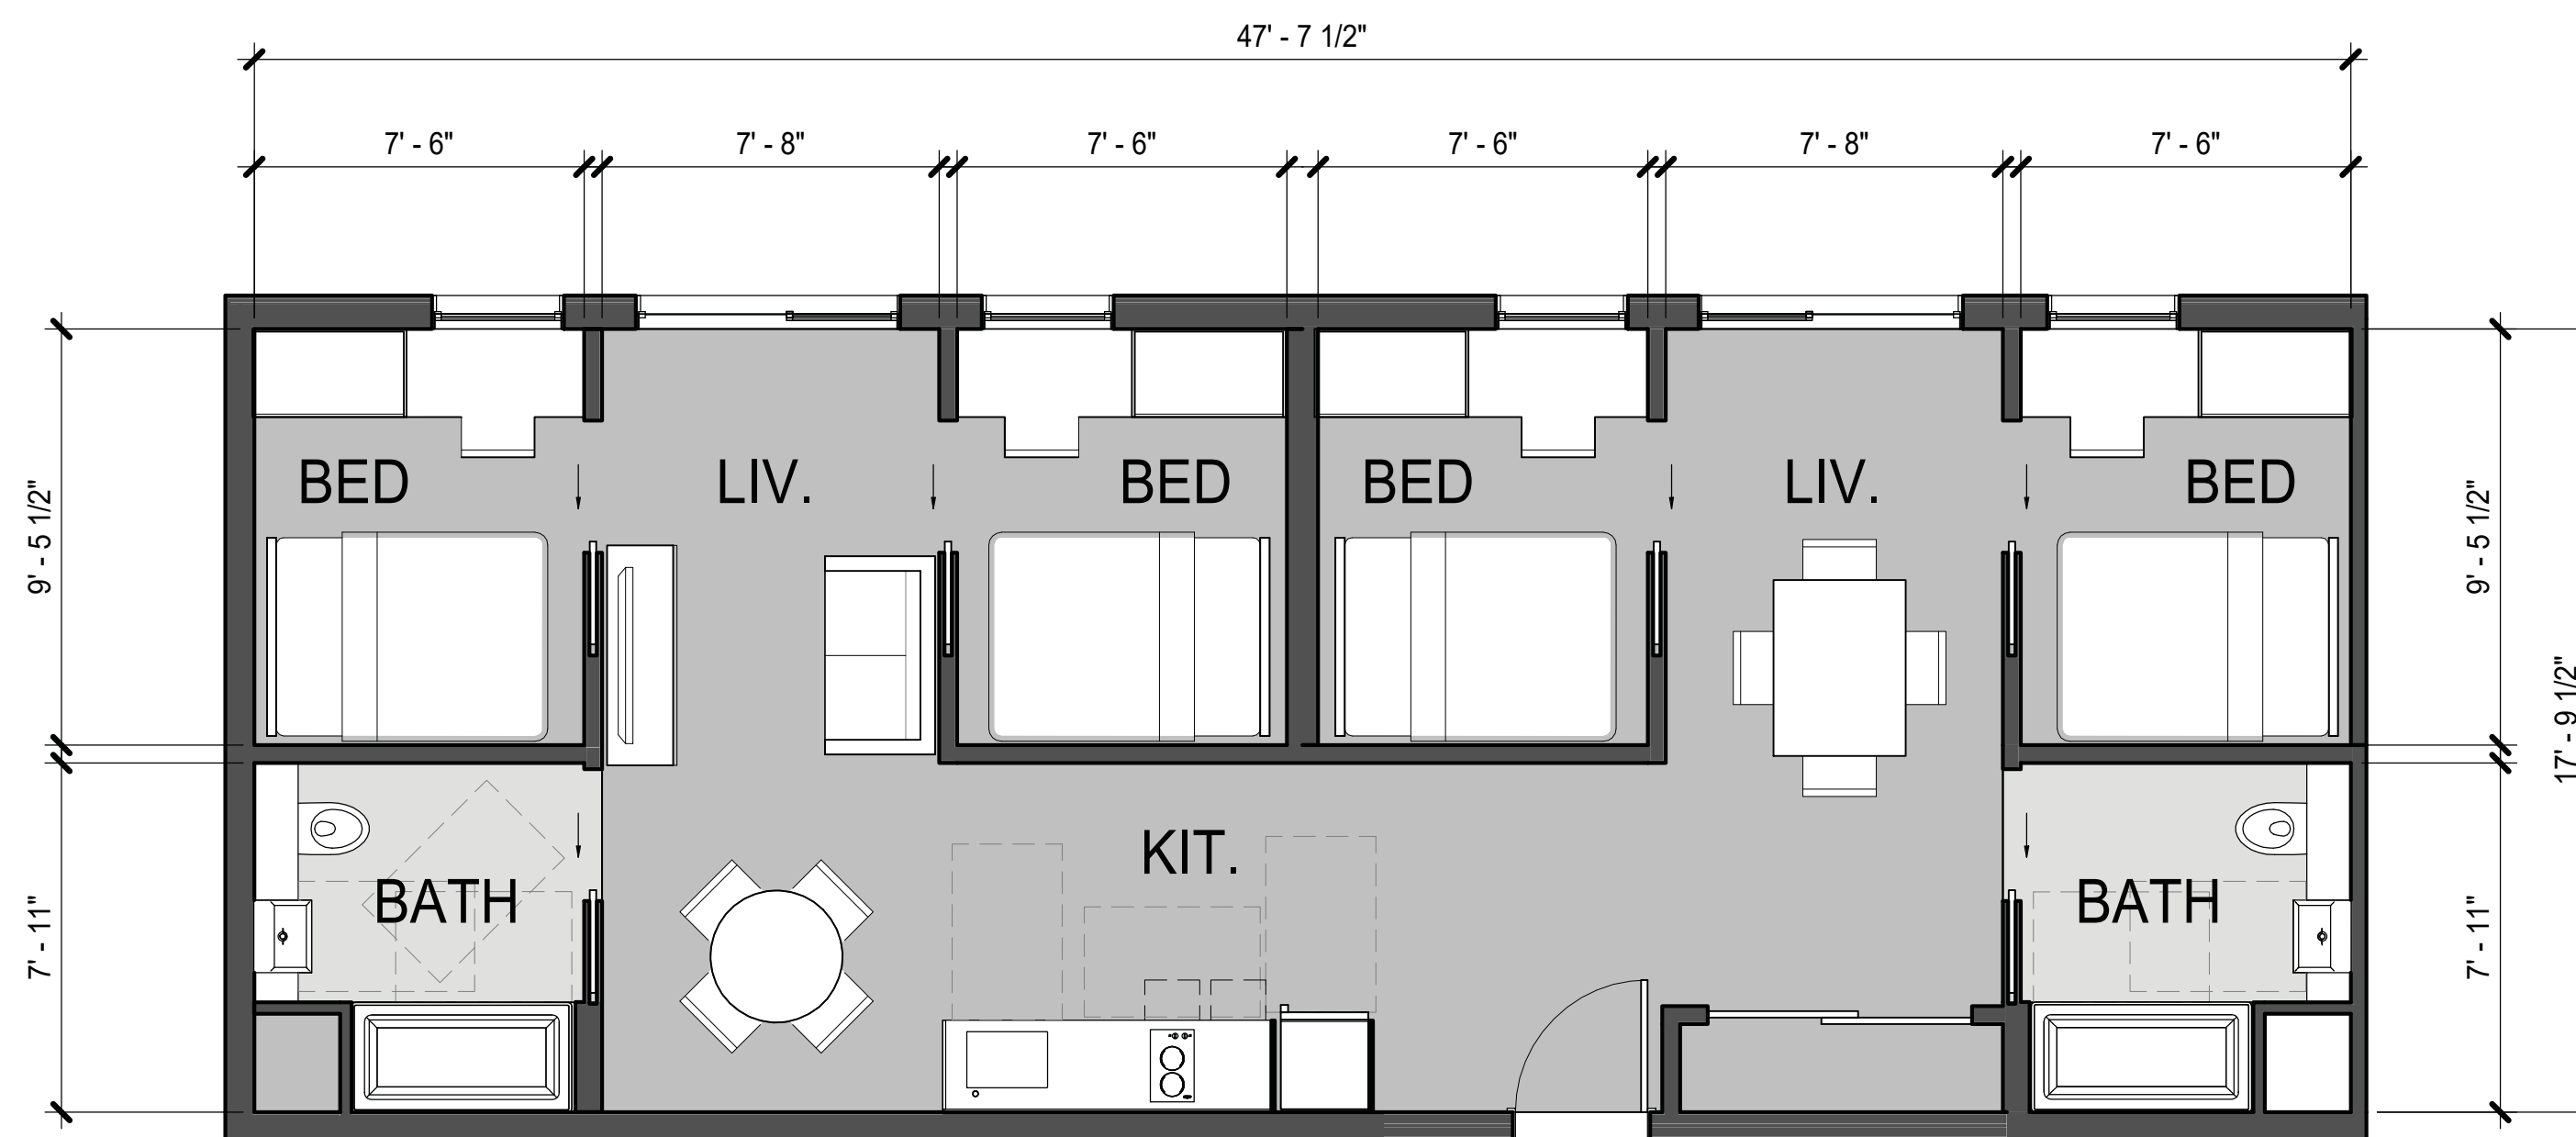 47' - 7 1/2"
7' - 6"
7' - 8"
7' - 6"
7' - 6"
7' - 8"
7' - 6"
BED
LIV.
BED
BED
LIV.
BED
9' - 5 1/2"
9' - 5 1/2"
17' - 9 1/2"
KIT.
BATH
BATH
7' - 11"
7' - 11"